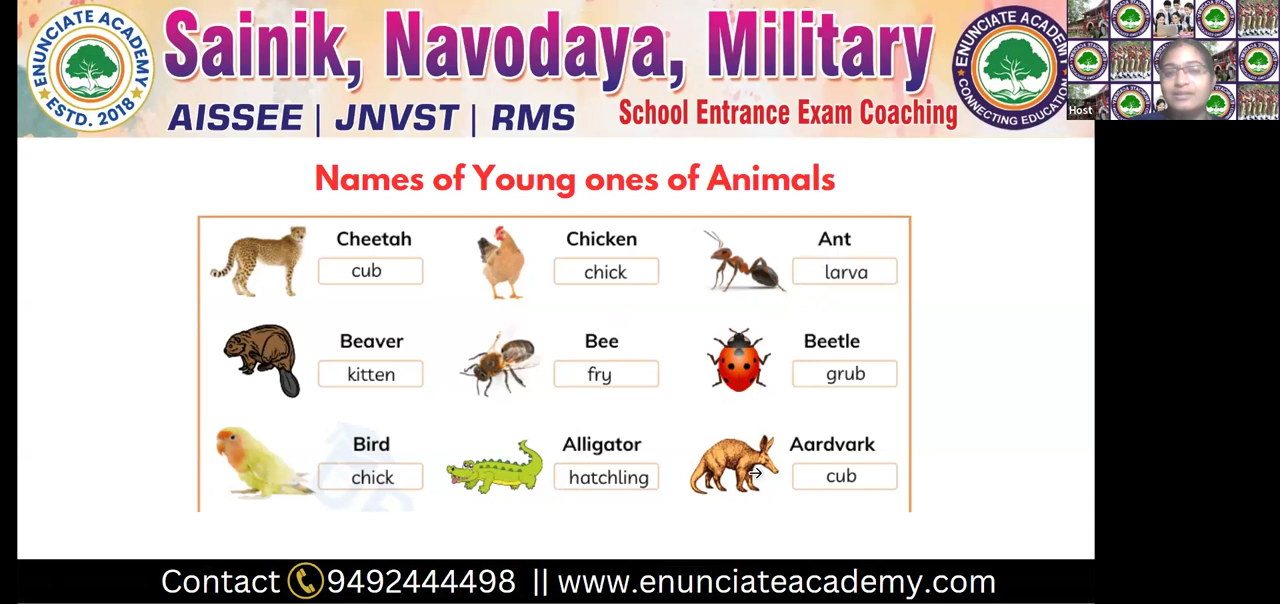 ENUNCIATE ACADEMY
ESTD. 2018
Sainik, Navodaya, Military
AISSEE | JNVST | RMS
School Entrance Exam Coaching
ENUNCIATE ACADEMY
CONNECTING EDUCATION
Host
Names of Young ones of Animals
Cheetah
cub
Chicken
chick
Ant
larva
Beaver
kitten
Bee
fry
Beetle
grub
Bird
chick
Alligator
hatchling
Aardvark
cub
Contact 9492444498 || www.enunciateacademy.com